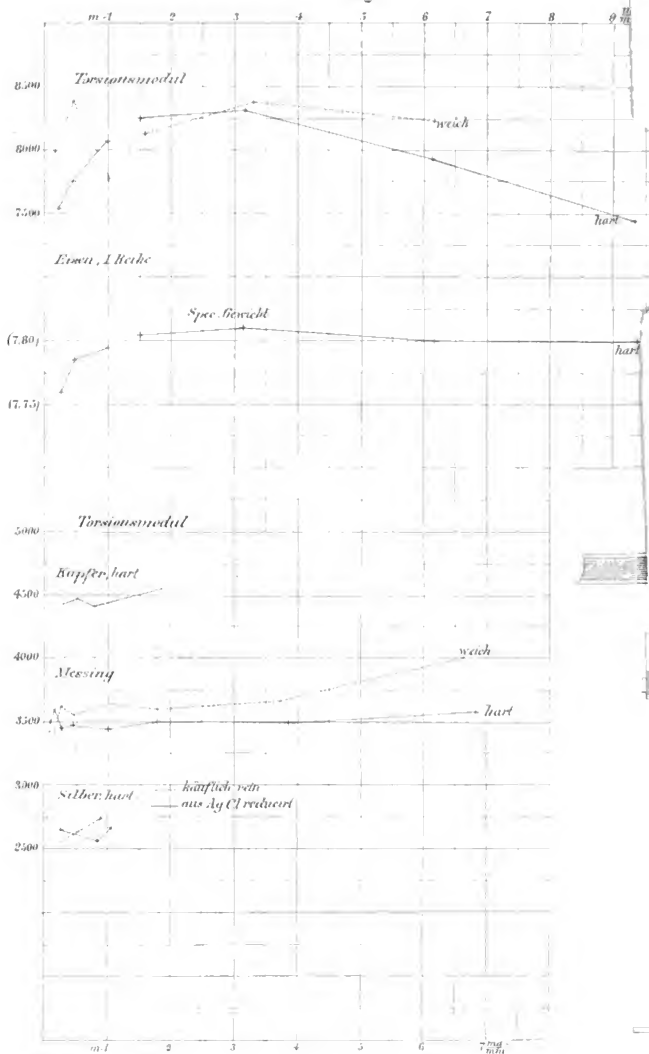 m·1 2 3 4 5 6 7 8 9 m/m
8500
Torsionsmodul
weich
8000
7500
hart
Eisen, I Reihe
Spec. Gewicht
(7,80)
hart
(7,75)
5000
Torsionsmodul
Kupfer, hart
4500
4000
weich
Messing
3500
hart
3000
Silber, hart
käuflich rein
aus Ag Cl reducirt
2500
m·1 2 3 4 5 6 7 mg/m/m